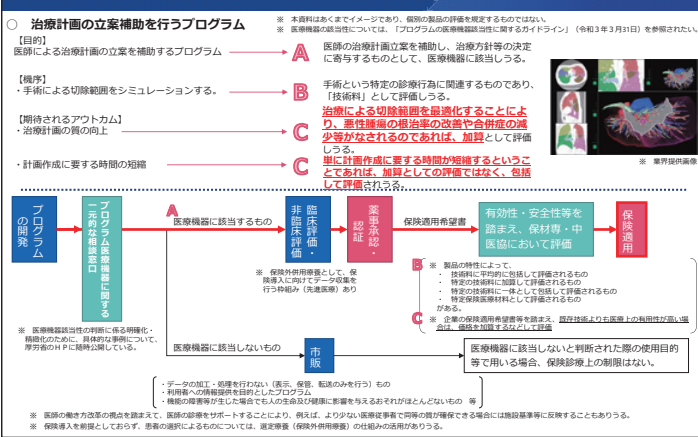 ○ 治療計画の立案補助を行うプログラム
※ 本資料はあくまでイメージであり、個別の製品の評価を規定するものではない。
※ 医療機器の該当性については、「プログラムの医療機器該当性に関するガイドライン」（令和３年３月31日）を参照されたい。
【目的】
医師による治療計画の立案を補助するプログラム
A
医師の治療計画立案を補助し、治療方針等の決定
に寄与するものとして、医療機器に該当しうる。
【機序】
・手術による切除範囲をシミュレーションする。
B
手術という特定の診療行為に関連するものであり、
「技術料」として評価しうる。
【期待されるアウトカム】
・治療計画の質の向上
C
治療による切除範囲を最適化することによ
り、悪性腫瘍の根治率の改善や合併症の減
少等がなされるのであれば、加算として評価
しうる。
・計画作成に要する時間の短縮
C
単に計画作成に要する時間が短縮するというこ
とであれば、加算としての評価ではなく、包括
して評価されうる。
※ 業界提供画像
プログラム
の開発
プログラム医療機器に関する
一元的な相談窓口
A
医療機器に該当するもの
臨床評価・
非臨床評価
薬事承認・
認証
保険適用希望書
有効性・安全性等を
踏まえ、保材専・中
医協において評価
保険適用
※ 保険外併用療養として、保
険導入に向けてデータ収集を
行う枠組み（先進医療）あり
B
※ 製品の特性によって、
・ 技術料に平均的に包括して評価されるもの
・ 特定の技術料に加算して評価されるもの
・ 特定の技術料に一体として包括して評価されるもの
・ 特定保険医療材料として評価されるもの
がある。
C
※ 企業の保険適用希望書等を踏まえ、既存技術よりも医療上の有用性が高い場
合は、価格を加算するなどして評価
※ 医療機器該当性の判断に係る明確化・
精緻化のために、具体的な事例について、
厚労省のＨＰに随時公開している。
医療機器に該当しないもの
市販
医療機器に該当しないと判断された際の使用目的
等で用いる場合、保険診療上の制限はない。
・データの加工・処理を行わない（表示、保管、転送のみを行う）もの
・利用者への情報提供を目的としたプログラム
・機能の障害等が生じた場合でも人の生命及び健康に影響を与えるおそれがほとんどないもの 等
※ 医師の働き方改革の視点を踏まえて、医師の診療をサポートすることにより、例えば、より少ない医療従事者で同等の質が確保できる場合には施設基準等に反映することもありうる。
※ 保険導入を前提としておらず、患者の選択によるものについては、選定療養（保険外併用療養）の仕組みの活用がありうる。